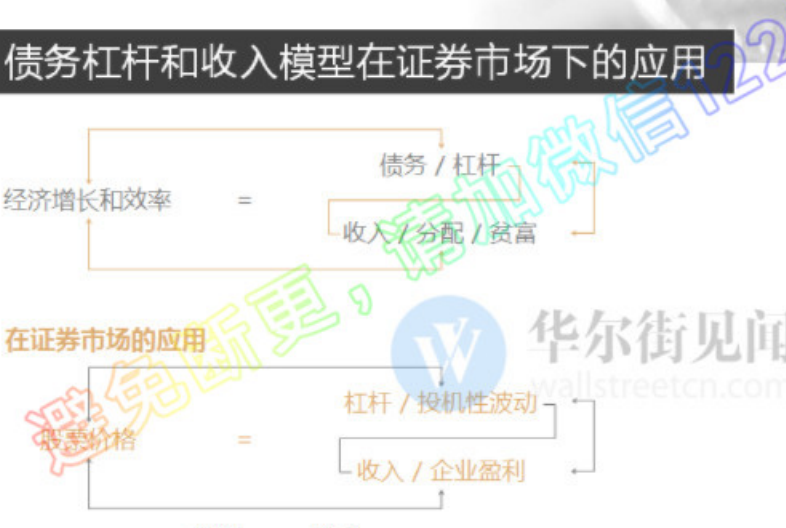 债务杠杆和收入模型在证券市场下的应用
债务 / 杠杆
经济增长和效率 =
收入 / 分配 / 贫富
避免断更，请加微信122
在证券市场的应用
华尔街见闻
wallstreetcn.com
杠杆 / 投机性波动
股票价格 =
收入 / 企业盈利